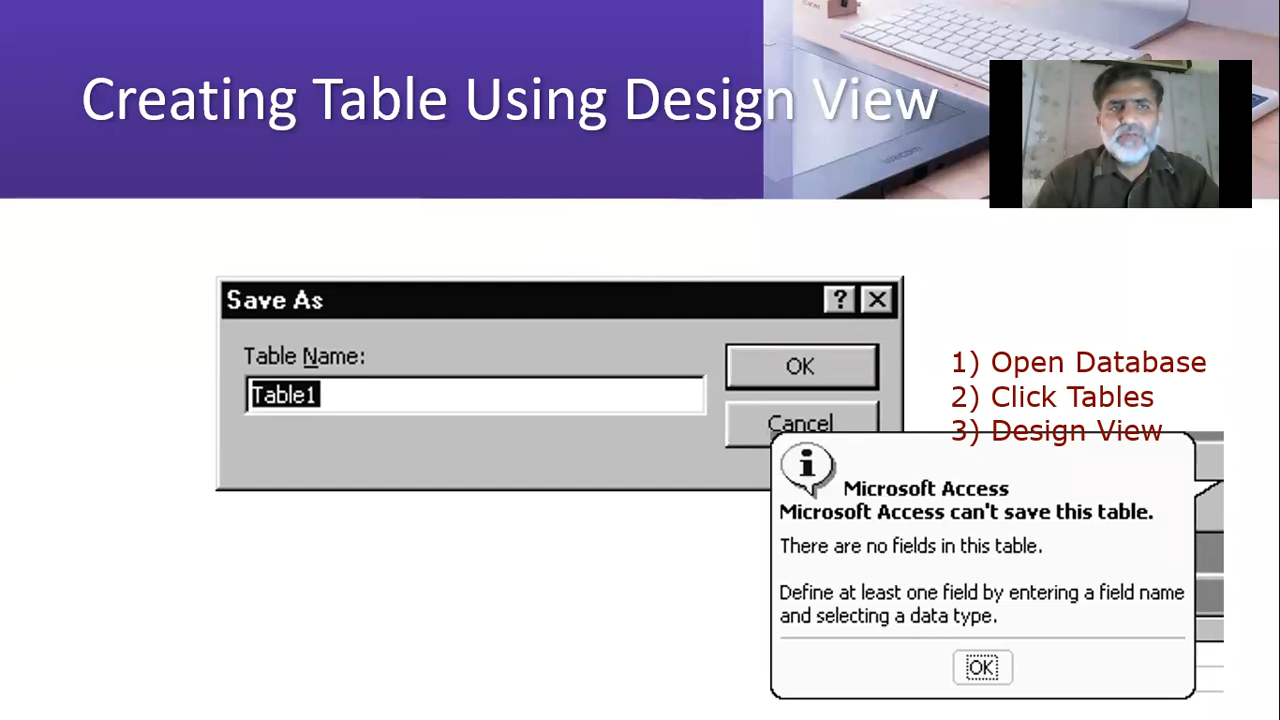 Creating Table Using Design View
Save As
Table Name:
OK
Table1
Cancel
1) Open Database
2) Click Tables
3) Design View
Microsoft Access
Microsoft Access can't save this table.
There are no fields in this table.
Define at least one field by entering a field name
and selecting a data type.
OK